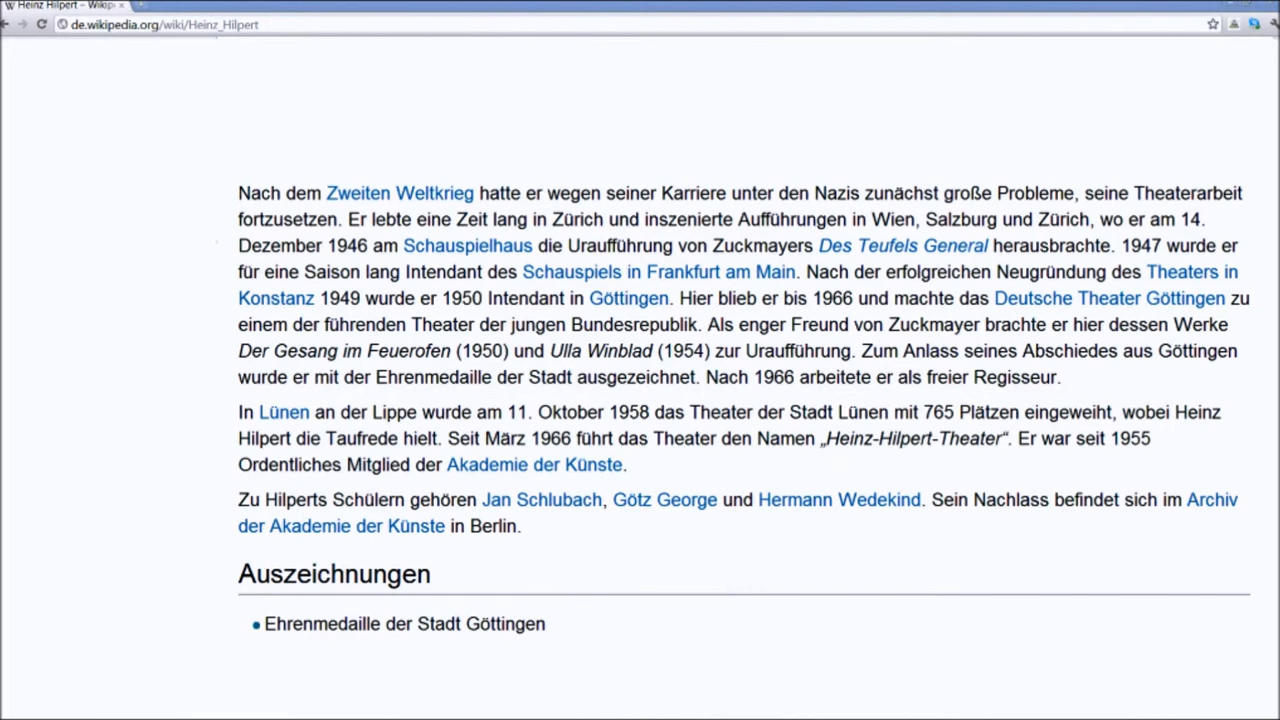 Heinz Hilpert – Wikip
de.wikipedia.org/wiki/Heinz_Hilpert
Nach dem Zweiten Weltkrieg hatte er wegen seiner Karriere unter den Nazis zunächst große Probleme, seine Theaterarbeit
fortzusetzen. Er lebte eine Zeit lang in Zürich und inszenierte Aufführungen in Wien, Salzburg und Zürich, wo er am 14.
Dezember 1946 am Schauspielhaus die Uraufführung von Zuckmayers Des Teufels General herausbrachte. 1947 wurde er
für eine Saison lang Intendant des Schauspiels in Frankfurt am Main. Nach der erfolgreichen Neugründung des Theaters in
Konstanz 1949 wurde er 1950 Intendant in Göttingen. Hier blieb er bis 1966 und machte das Deutsche Theater Göttingen zu
einem der führenden Theater der jungen Bundesrepublik. Als enger Freund von Zuckmayer brachte er hier dessen Werke
Der Gesang im Feuerofen (1950) und Ulla Winblad (1954) zur Uraufführung. Zum Anlass seines Abschiedes aus Göttingen
wurde er mit der Ehrenmedaille der Stadt ausgezeichnet. Nach 1966 arbeitete er als freier Regisseur.
In Lünen an der Lippe wurde am 11. Oktober 1958 das Theater der Stadt Lünen mit 765 Plätzen eingeweiht, wobei Heinz
Hilpert die Taufrede hielt. Seit März 1966 führt das Theater den Namen „Heinz-Hilpert-Theater“. Er war seit 1955
Ordentliches Mitglied der Akademie der Künste.
Zu Hilperts Schülern gehören Jan Schlubach, Götz George und Hermann Wedekind. Sein Nachlass befindet sich im Archiv
der Akademie der Künste in Berlin.
Auszeichnungen
• Ehrenmedaille der Stadt Göttingen